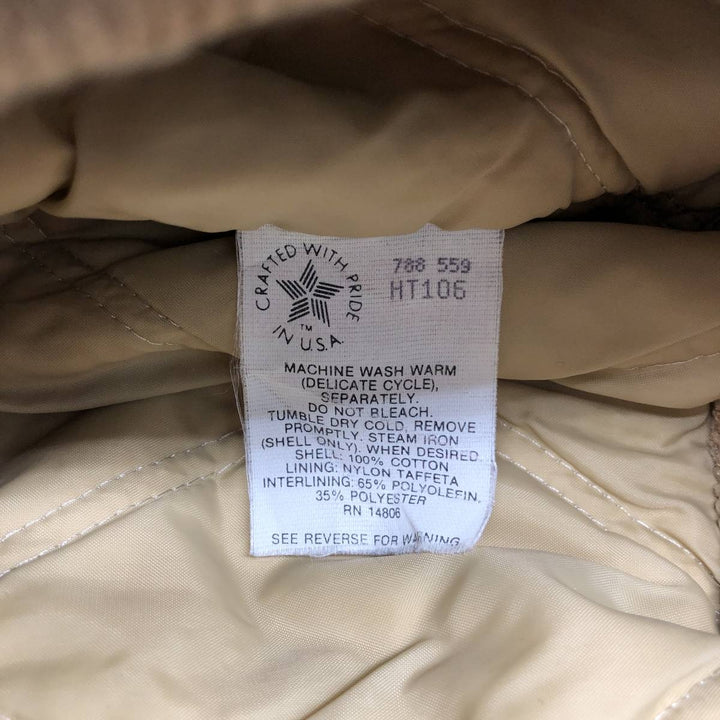 CRAFTED WITH PRIDE
IN U.S.A.
™
788 559
HT106
MACHINE WASH WARM
(DELICATE CYCLE),
SEPARATELY.
DO NOT BLEACH.
TUMBLE DRY COLD, REMOVE
PROMPTLY. STEAM IRON
(SHELL ONLY). WHEN DESIRED.
SHELL: 100% COTTON
LINING: NYLON TAFFETA
INTERLINING: 65% POLYOLEFIN,
35% POLYESTER
RN 14806
SEE REVERSE FOR WARNING